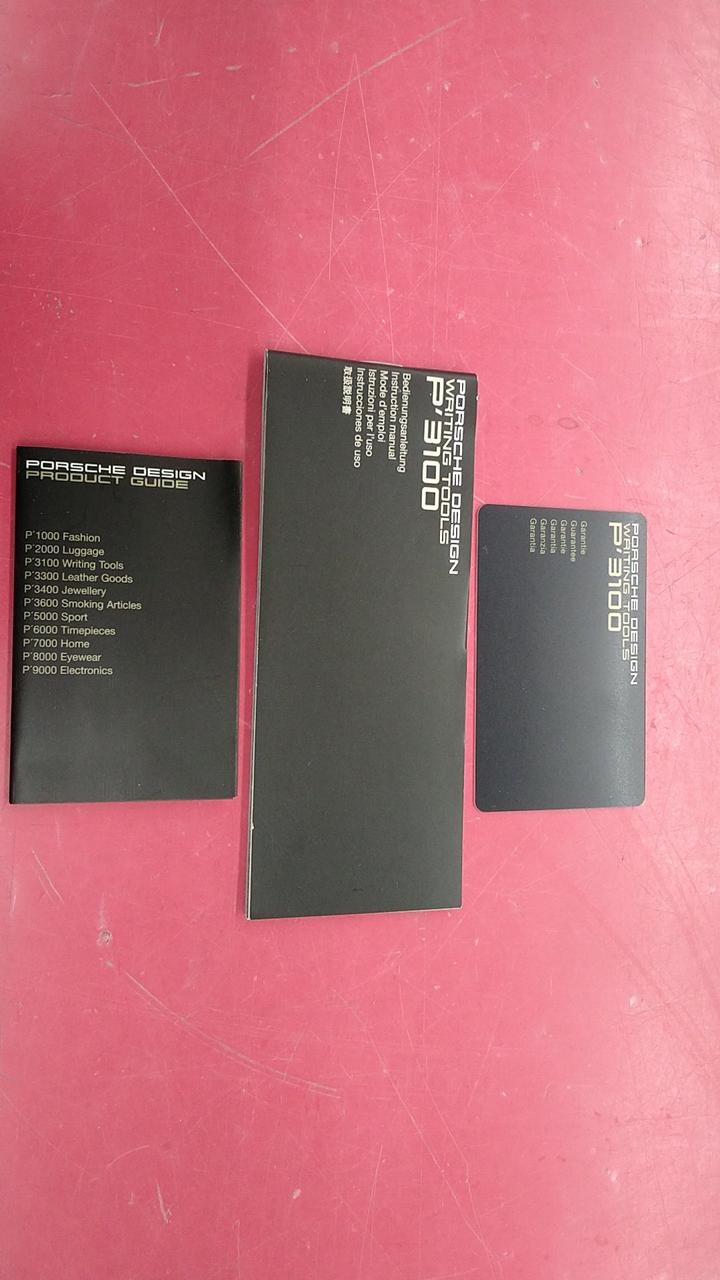 PORSCHE DESIGN
PRODUCT GUIDE
P'1000 Fashion
P'2000 Luggage
P'3100 Writing Tools
P'3300 Leather Goods
P'3400 Jewellery
P'3600 Smoking Articles
P'5000 Sport
P'6000 Timepieces
P'7000 Home
P'8000 Eyewear
P'9000 Electronics
PORSCHE DESIGN
WRITING TOOLS
P'3100
Bedienungsanleitung
Instruction manual
Mode d'emploi
Istruzioni per l'uso
Instrucciones de uso
取扱説明書
PORSCHE DESIGN
WRITING TOOLS
P'3100
Garantie
Guarantee
Garantie
Garantia
Garanzia
Garantia